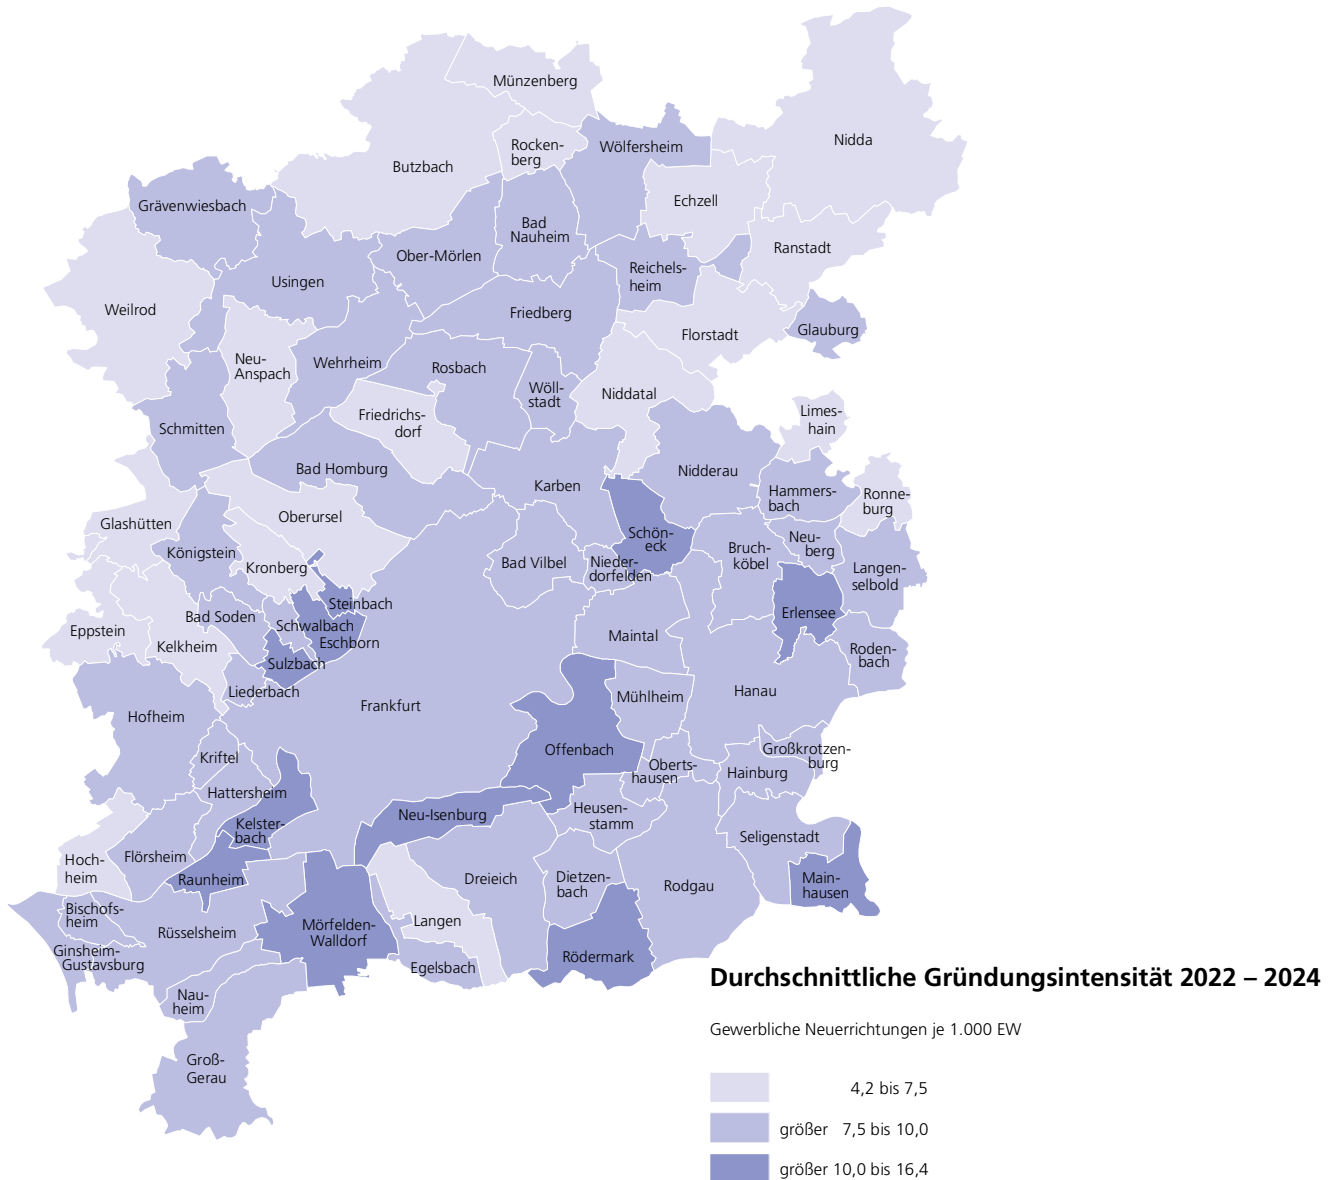 Münzenberg
Nidda
Rocken-
berg
Wölfersheim
Butzbach
Echzell
Grävenwiesbach
Bad
Nauheim
Ober-Mörlen
Ranstadt
Reichels-
heim
Usingen
Weilrod
Friedberg
Glauburg
Florstadt
Neu-
Anspach
Wehrheim
Rosbach
Wöll-
stadt
Niddatal
Limes-
hain
Friedrichs-
dorf
Schmitten
Bad Homburg
Nidderau
Karben
Hammers-
bach
Ronne-
burg
Glashütten
Oberursel
Schön-
eck
Königstein
Kronberg
Bad Vilbel
Nieder-
dorfelden
Bruch-
köbel
Neu-
berg
Langen-
selbold
Steinbach
Bad Soden
Schwalbach
Eschborn
Erlensee
Eppstein
Kelkheim
Maintal
Roden-
bach
Sulzbach
Liederbach
Mühlheim
Hanau
Frankfurt
Hofheim
Offenbach
Großkrotzen-
burg
Kriftel
Oberts-
hausen
Hainburg
Hattersheim
Neu-Isenburg
Heusen-
stamm
Kelster-
bach
Seligenstadt
Hoch-
heim
Flörsheim
Raunheim
Dreieich
Dietzen-
bach
Rodgau
Main-
hausen
Bischofs-
heim
Rüsselsheim
Mörfelden-
Walldorf
Langen
Ginsheim-
Gustavsburg
Egelsbach
Rödermark
Nau-
heim
Groß-
Gerau
Durchschnittliche Gründungsintensität 2022 – 2024
Gewerbliche Neuerrichtungen je 1.000 EW
4,2 bis 7,5
größer 7,5 bis 10,0
größer 10,0 bis 16,4